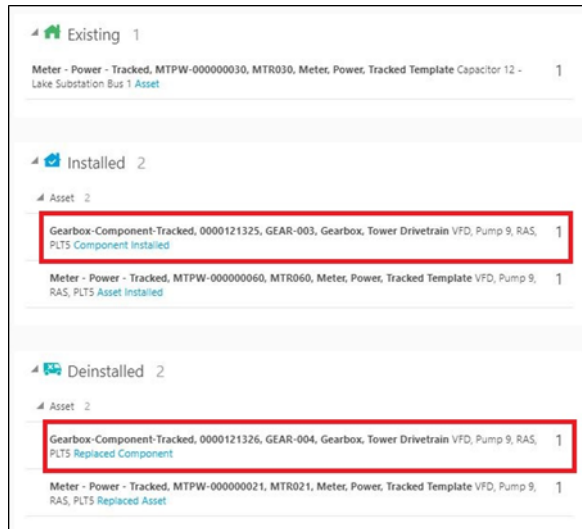 Existing 1
Meter - Power - Tracked, MTPW-000000030, MTR030, Meter, Power, Tracked Template Capacitor 12 - 1
Lake Substation Bus 1 Asset
Installed 2
Asset 2
Gearbox-Component-Tracked, 0000121325, GEAR-003, Gearbox, Tower Drivetrain VFD, Pump 9, RAS, 1
PLT5 Component Installed
Meter - Power - Tracked, MTPW-000000060, MTR060, Meter, Power, Tracked Template VFD, Pump 9, 1
RAS, PLT5 Asset Installed
Deinstalled 2
Asset 2
Gearbox-Component-Tracked, 0000121326, GEAR-004, Gearbox, Tower Drivetrain VFD, Pump 9, RAS, 1
PLT5 Replaced Component
Meter - Power - Tracked, MTPW-000000021, MTR021, Meter, Power, Tracked Template VFD, Pump 9, 1
RAS, PLT5 Replaced Asset